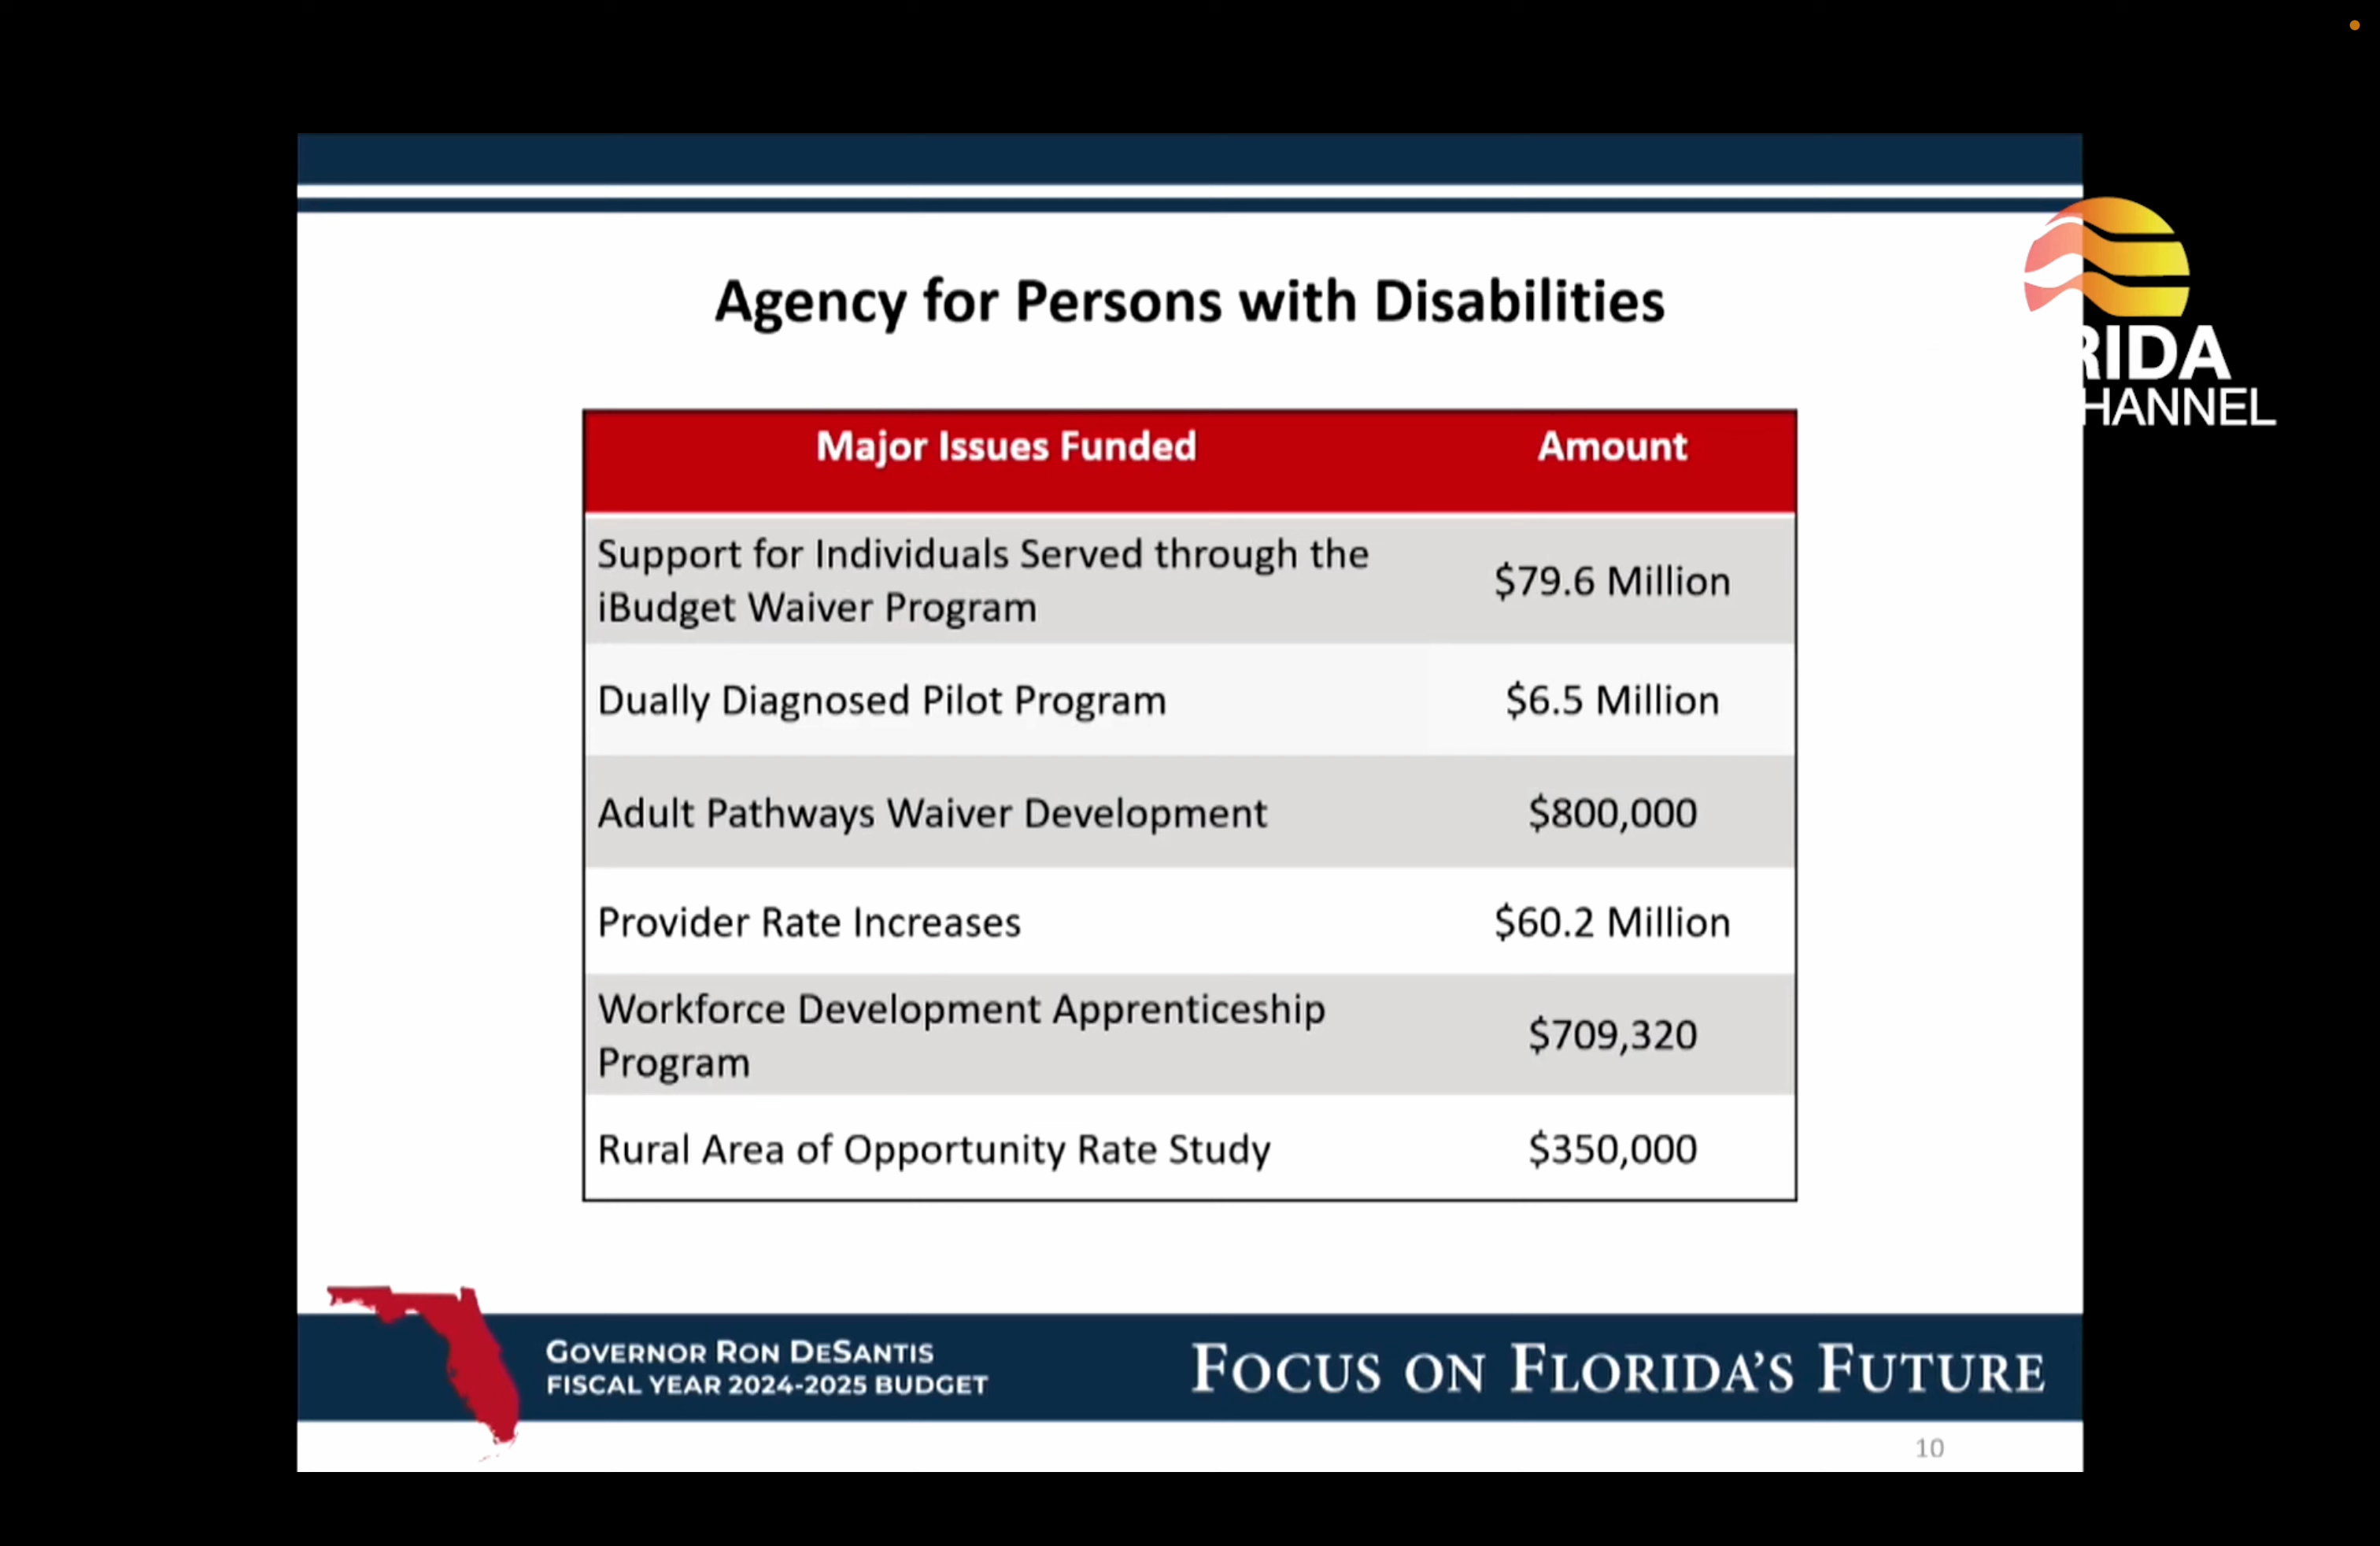 Agency for Persons with Disabilities
RIDA
HANNEL
Major Issues Funded Amount
Support for Individuals Served through the
iBudget Waiver Program
$79.6 Million
Dually Diagnosed Pilot Program $6.5 Million
Adult Pathways Waiver Development $800,000
Provider Rate Increases $60.2 Million
Workforce Development Apprenticeship
Program
$709,320
Rural Area of Opportunity Rate Study $350,000
GOVERNOR RON DESANTIS
FISCAL YEAR 2024-2025 BUDGET
FOCUS ON FLORIDA'S FUTURE
10